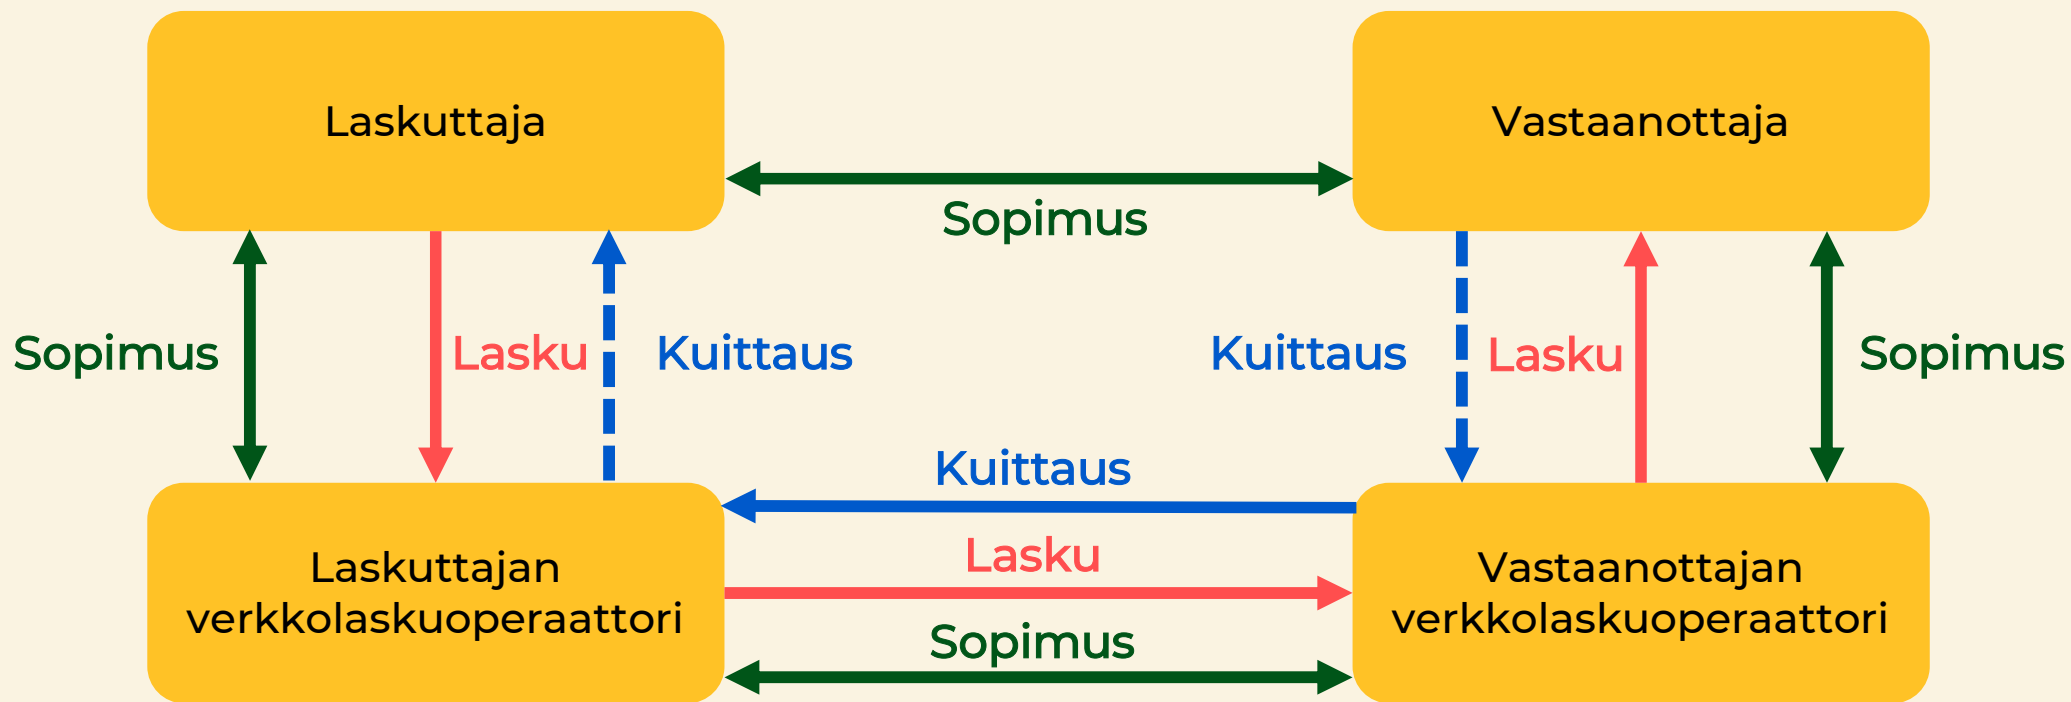 Laskuttaja
Vastaanottaja
Sopimus
Sopimus
Lasku
Kuittaus
Kuittaus
Lasku
Sopimus
Kuittaus
Lasku
Sopimus
Laskuttajan
verkkolaskuoperaattori
Vastaanottajan
verkkolaskuoperaattori